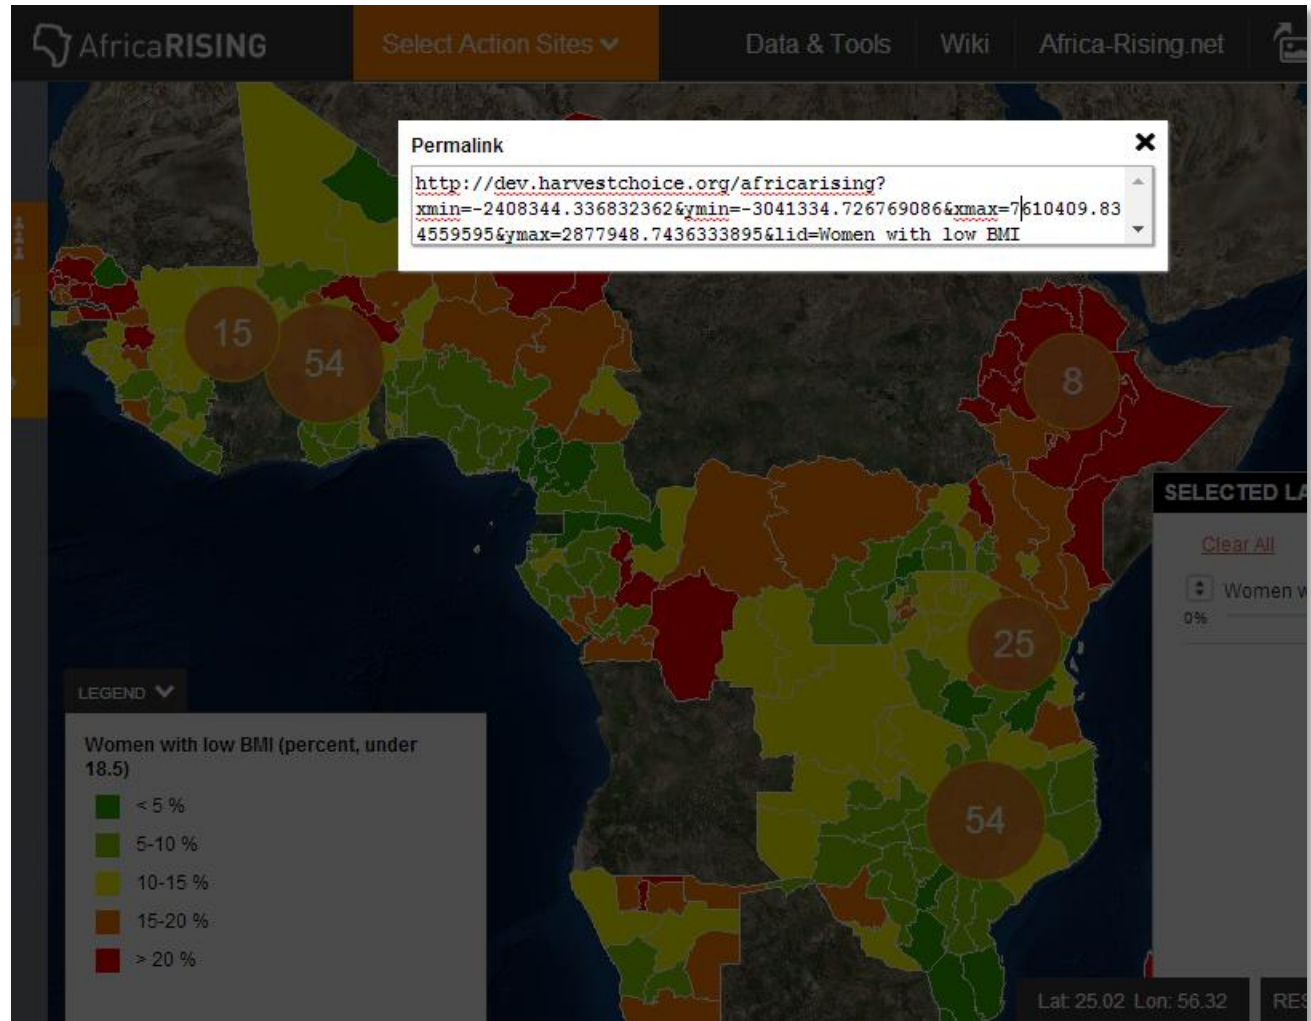 AfricaRISING
Select Action Sites
Data & Tools
Wiki
Africa-Rising.net
Permalink
http://dev.harvestchoice.org/africarising?
xmin=-2408344.336832362&ymin=-3041334.726769086&xmax=7610409.83
4559595&ymax=2877948.7436333895&lid=Women with low BMI
15
54
8
25
54
SELECTED LA
Clear All
Women w
0%
LEGEND
Women with low BMI (percent, under
18.5)
< 5 %
5-10 %
10-15 %
15-20 %
> 20 %
Lat: 25.02 Lon: 56.32
RES